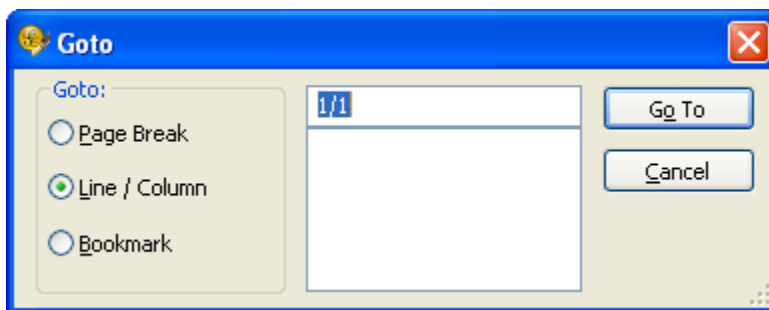 Goto
Goto:
Page Break
Line / Column
Bookmark
1/1
Go To
Cancel